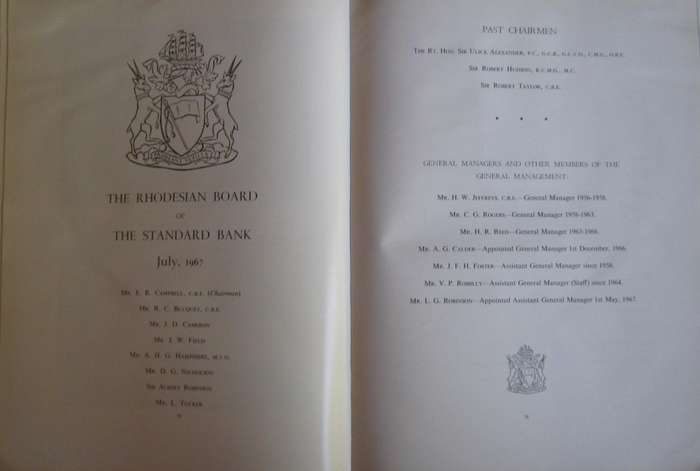 THE RHODESIAN BOARD
OF
THE STANDARD BANK
July, 1967
Mr. E. R. Campbell, C.B.E. (Chairman)
Mr. R. C. Bucquet, C.B.E.
Mr. J. D. Cameron
Mr. J. W. Field
Mr. A. H. G.
Mr. D. G. Nicholson
Sir Albert Robinson
Mr. L. Tucker
PAST CHAIRMEN
The Rt. Hon. Sir Ulick Alexander, P.C., G.C.B., G.C.V.O., C.M.G., O.B.E.
Sir Robert Hudson, K.C.M.G., M.C.
Sir Robert Taylor, C.B.E.
* * *
GENERAL MANAGERS AND OTHER MEMBERS OF THE
GENERAL MANAGEMENT
Mr. H. W. Jeffreys, C.B.E.—General Manager 1956-1958.
Mr. C. G. Rogers—General Manager 1958-1963.
Mr. H. R. Reed—General Manager 1963-1966.
Mr. A. G. Calder—Appointed General Manager 1st December, 1966.
Mr. J. F. H. Forter—Assistant General Manager since 1958.
Mr. V. P. Romilly—Assistant General Manager (Staff) since 1964.
Mr. L. G. Robinson—Appointed Assistant General Manager 1st May, 1967.